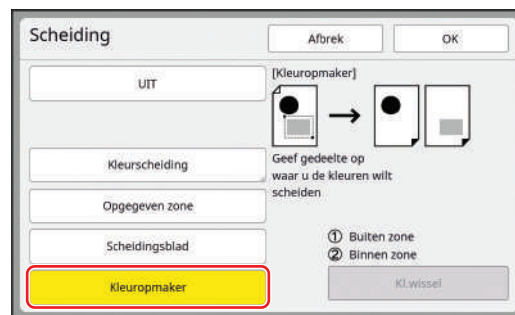 Scheiding
Afbrek
OK
UIT
Kleurscheiding
Opgegeven zone
Scheidingsblad
Kleuropmaker
[Kleuropmaker]
Geef gedeelte op
waar u de kleuren wilt
scheiden
① Buiten zone
② Binnen zone
Kl.wissel